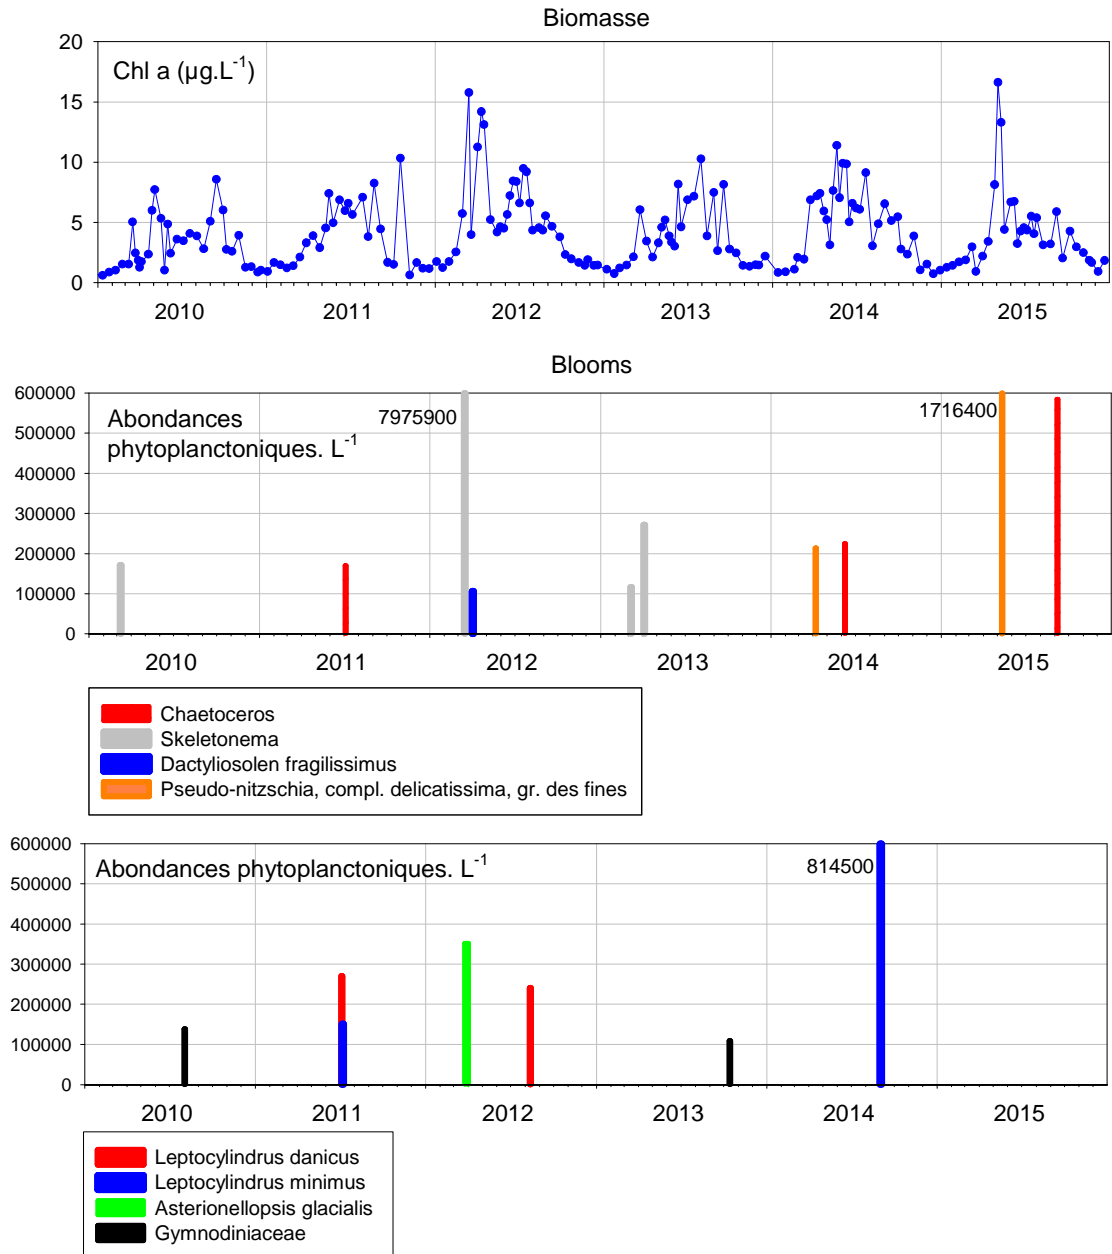 Biomasse
20
Chl a (µg.L⁻¹)
15
10
5
0
2010 2011 2012 2013 2014 2015
Blooms
600000
7975900 1716400
Abondances
phytoplanctoniques. L⁻¹
500000
400000
300000
200000
100000
0
2010 2011 2012 2013 2014 2015
Chaetoceros
Skeletonema
Dactyliosolen fragilissimus
Pseudo-nitzschia, compl. delicatissima, gr. des fines
600000
Abondances phytoplanctoniques. L⁻¹ 814500
500000
400000
300000
200000
100000
0
2010 2011 2012 2013 2014 2015
Leptocylindrus danicus
Leptocylindrus minimus
Asterionellopsis glacialis
Gymnodiniaceae